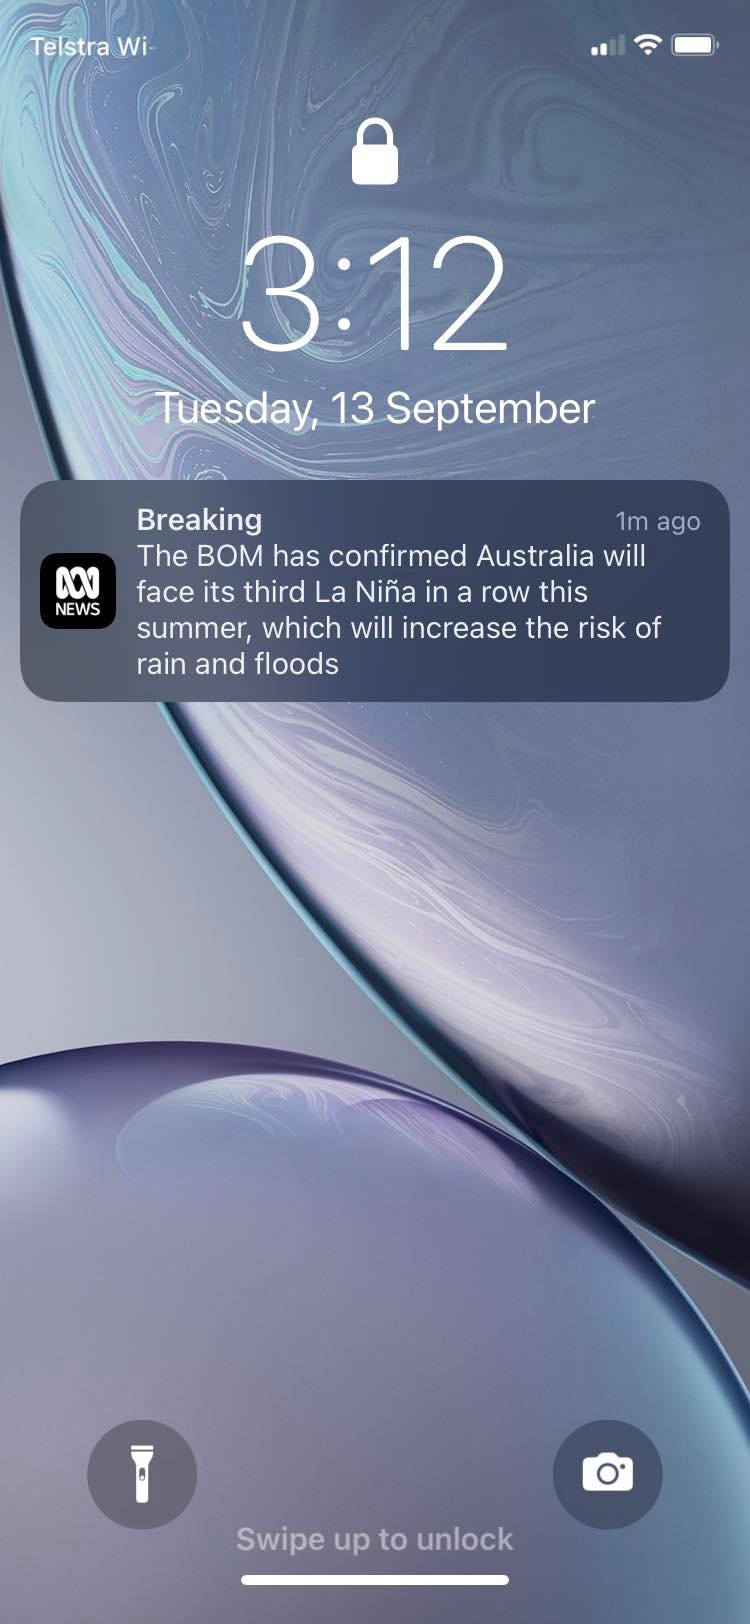 Telstra Wi-
3:12
Tuesday, 13 September
Breaking
1m ago
The BOM has confirmed Australia will
face its third La Niña in a row this
summer, which will increase the risk of
rain and floods
NEWS
Swipe up to unlock